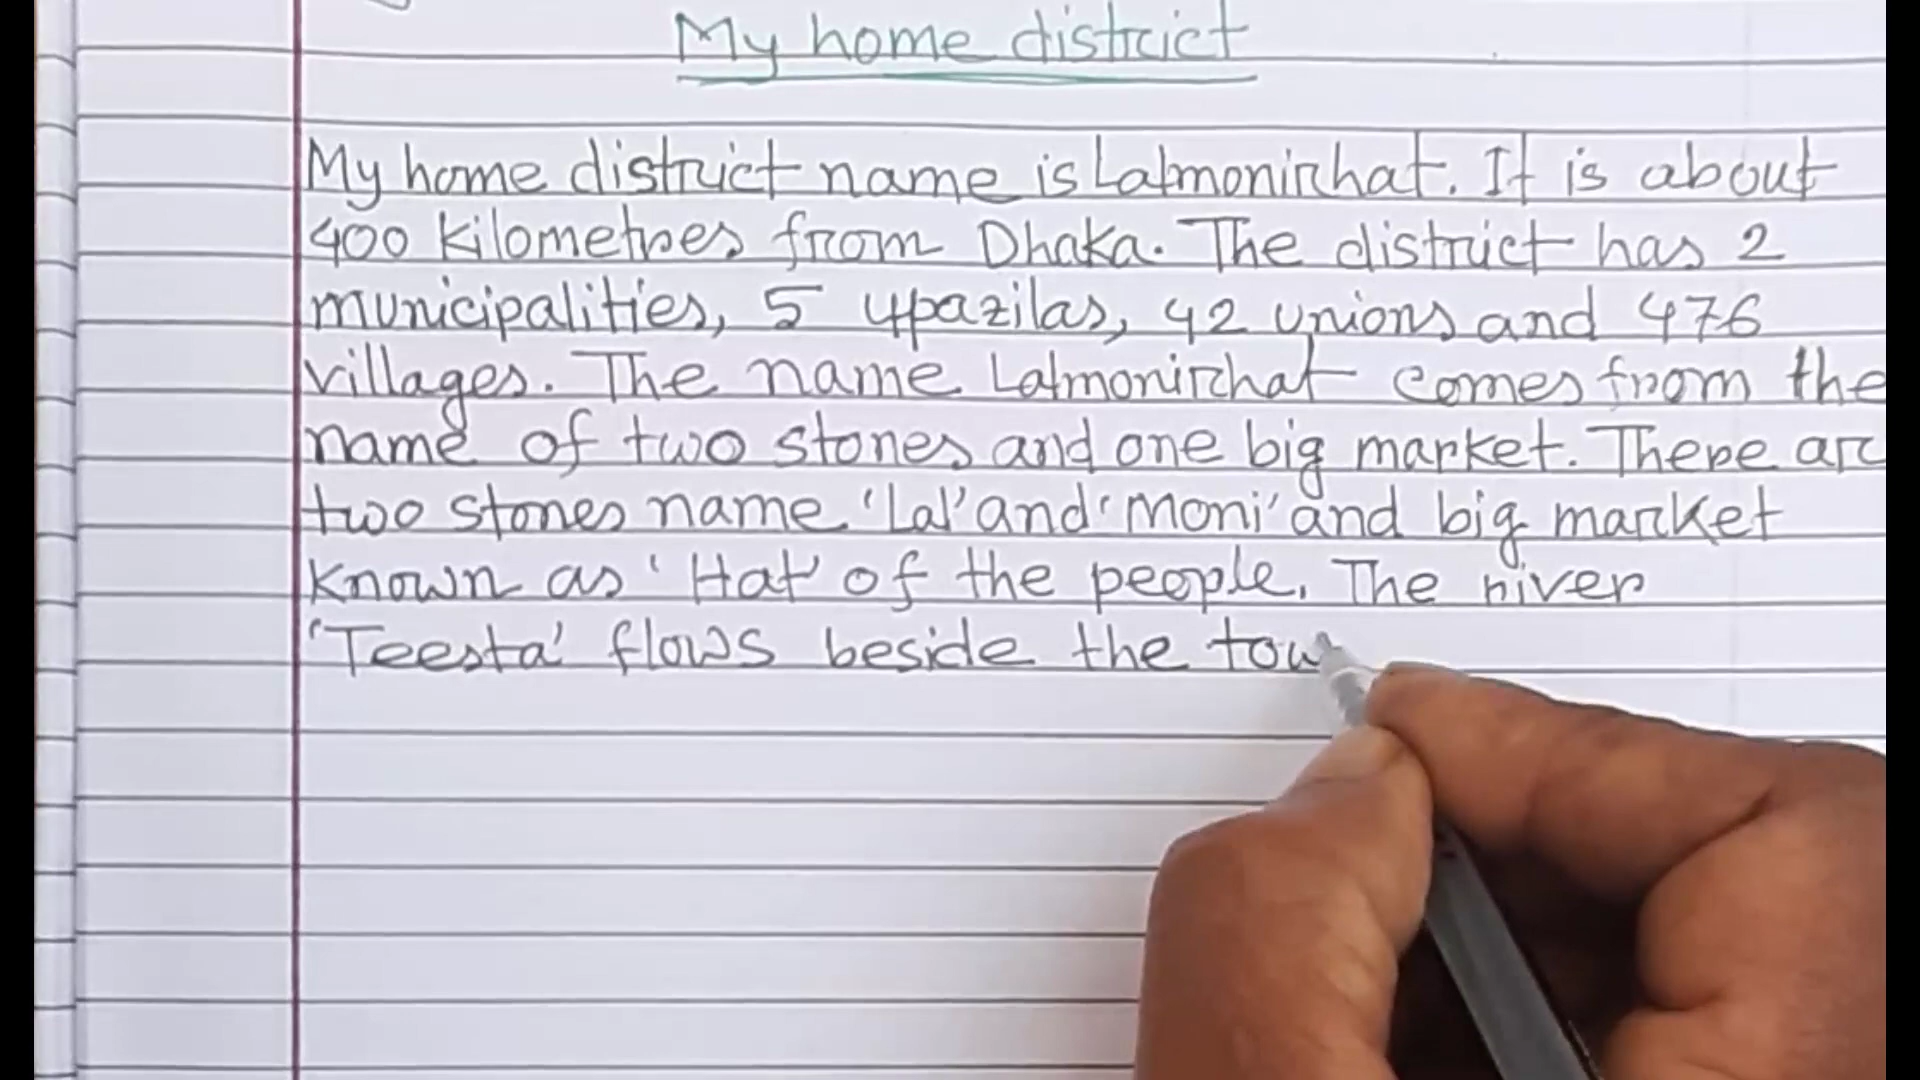 My home district
My home district name is Lalmonirhat. It is about
400 kilometres from Dhaka. The district has 2
municipalities, 5 upazilas, 42 unions and 476
villages. The name Lalmonirhat comes from the
name of two stones and one big market. There are
two stones name 'Lal' and 'Moni' and big market
known as 'Hat' of the people. The river
'Teesta' flows beside the tow